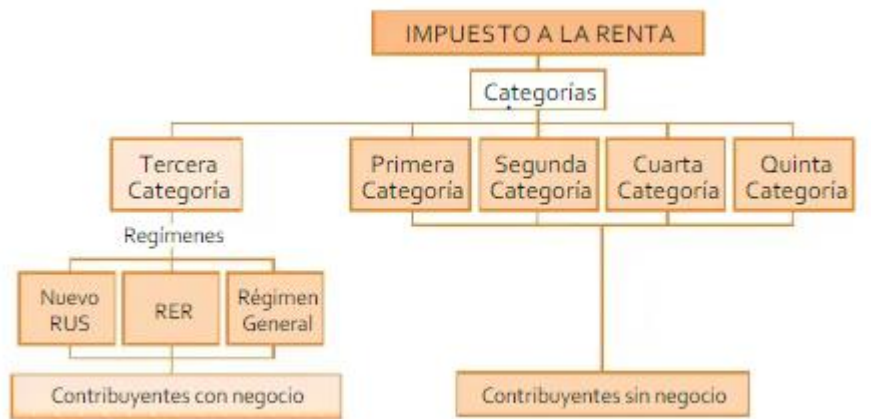 IMPUESTO A LA RENTA
Categorías
Tercera
Categoría
Primera
Categoría
Segunda
Categoría
Cuarta
Categoría
Quinta
Categoría
Regímenes
Nuevo
RUS
RER
Régimen
General
Contribuyentes con negocio
Contribuyentes sin negocio